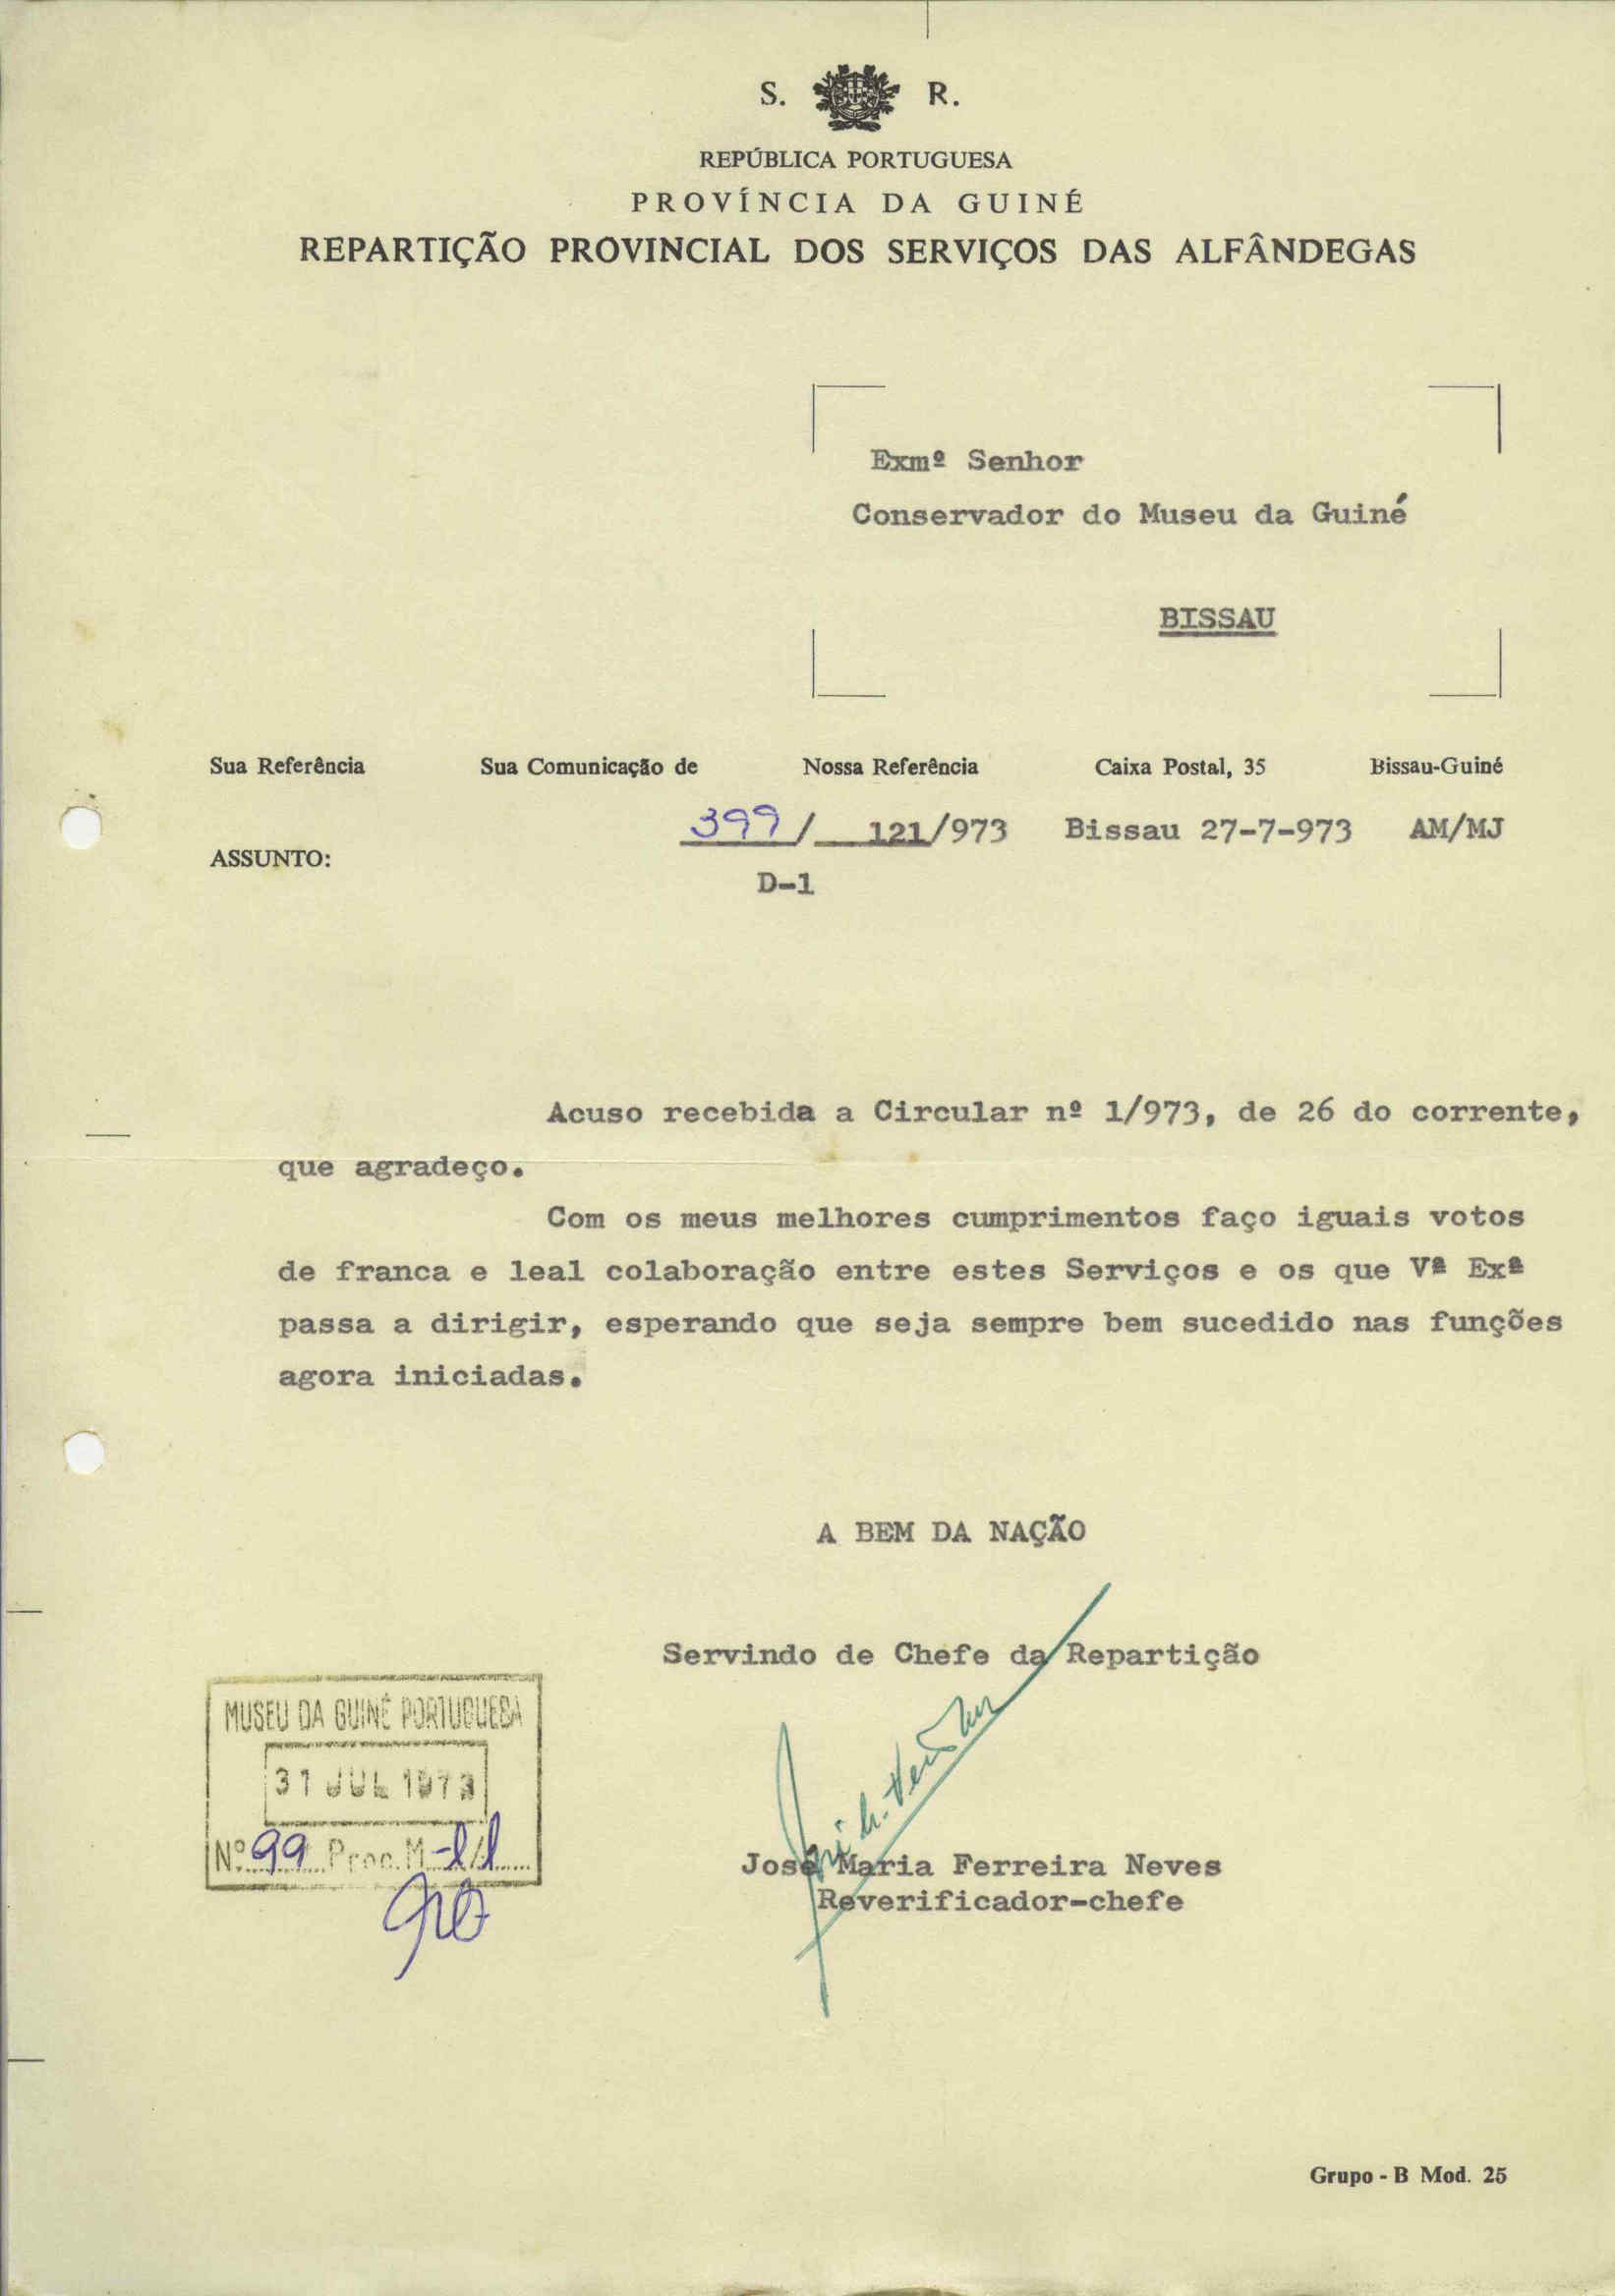 S. R.
REPÚBLICA PORTUGUESA
PROVÍNCIA DA GUINÉ
REPARTIÇÃO PROVINCIAL DOS SERVIÇOS DAS ALFÂNDEGAS
Exmº Senhor
Conservador do Museu da Guiné
BISSAU
Sua Referência Sua Comunicação de Nossa Referência Caixa Postal, 35 Bissau-Guiné
399/ 121/973 Bissau 27-7-973 AM/MJ
ASSUNTO:
D-1
Acuso recebida a Circular nº 1/973, de 26 do corrente,
que agradeço.
Com os meus melhores cumprimentos faço iguais votos
de franca e leal colaboração entre estes Serviços e os que Vª Exª
passa a dirigir, esperando que seja sempre bem sucedido nas funções
agora iniciadas.
A BEM DA NAÇÃO
Servindo de Chefe da Repartição
José Maria Ferreira Neves
Reverificador-chefe
MUSEU DA GUINÉ PORTUGUESA
31 JUL 1973
Nº 99 Proc. M
Grupo - B Mod. 25